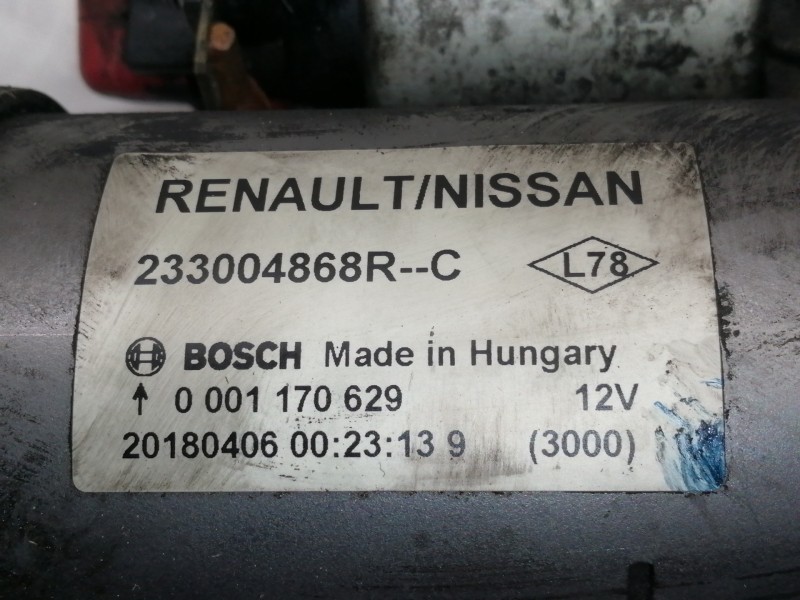 RENAULT/NISSAN
233004868R--C
L78
BOSCH Made in Hungary
↑ 0 001 170 629 12V
20180406 00:23:13 9 (3000)